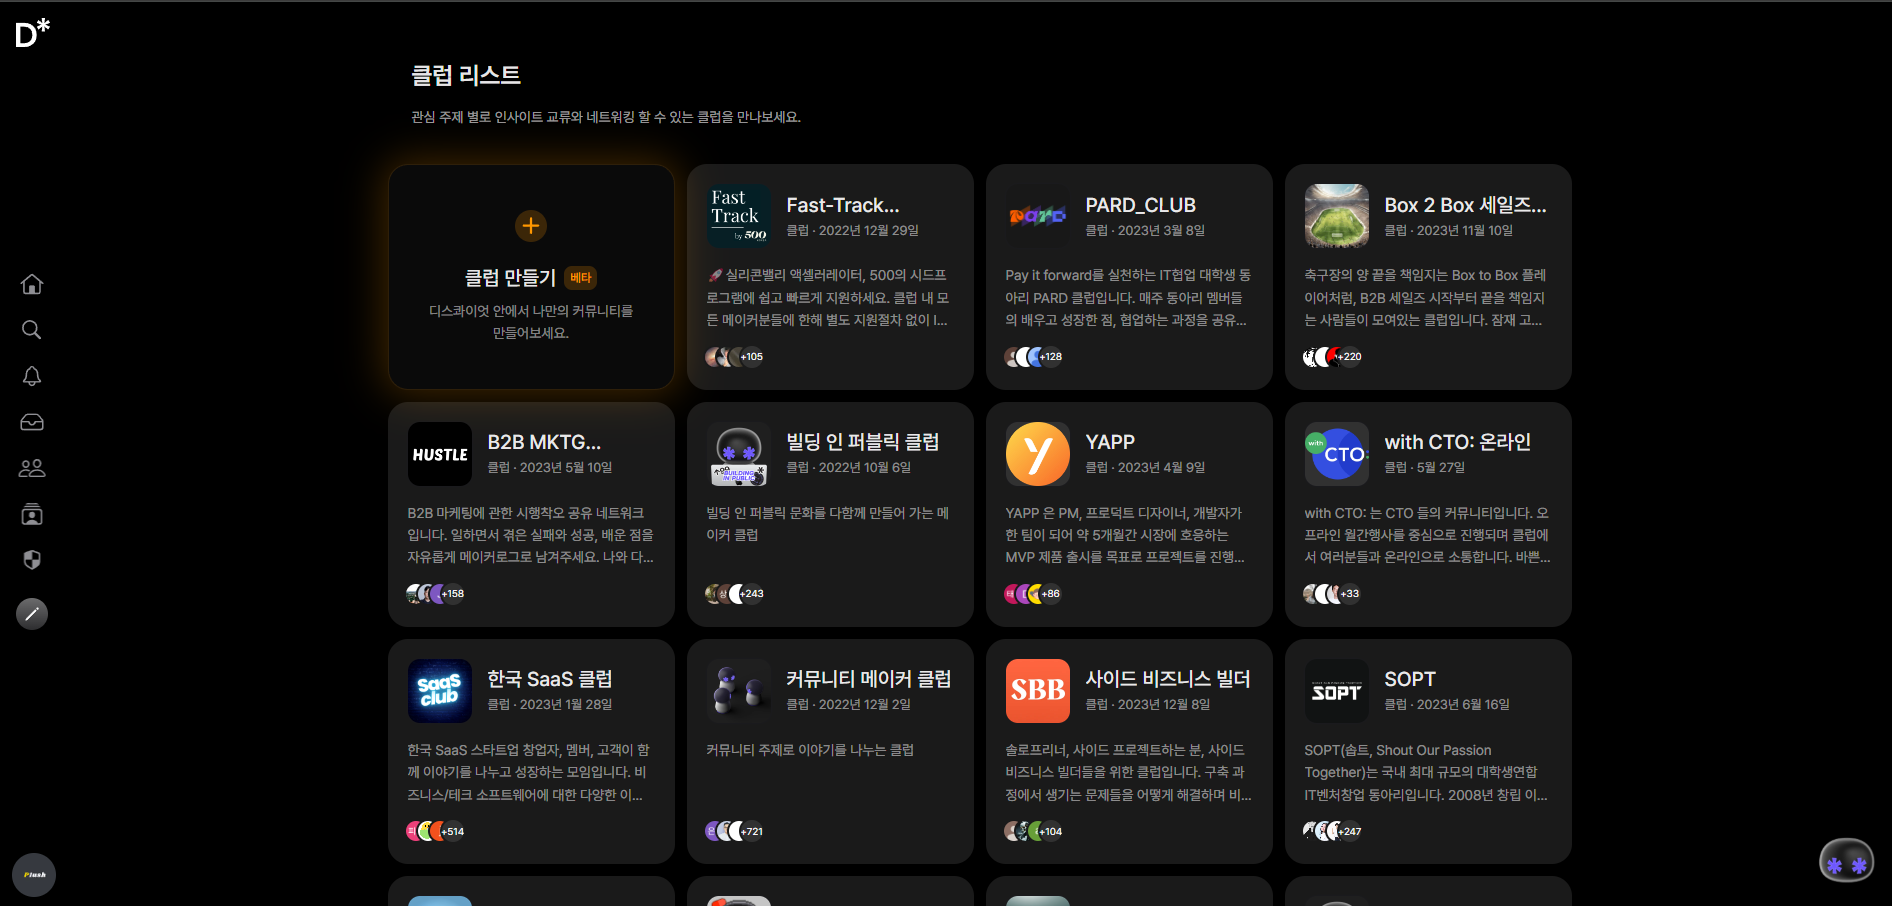 D*
클럽 리스트
관심 주제 별로 인사이트 교류와 네트워킹 할 수 있는 클럽을 만나보세요.
클럽 만들기 베타
디스콰이엇 안에서 나만의 커뮤니티를
만들어보세요.
Fast
Track
by 500
Fast-Track...
클럽 · 2022년 12월 29일
🚀 실리콘밸리 액셀러레이터, 500의 시드프
로그램에 쉽고 빠르게 지원하세요. 클럽 내 모
든 메이커분들에 한해 별도 지원절차 없이 I...
+105
PARD
PARD_CLUB
클럽 · 2023년 3월 8일
Pay it forward를 실천하는 IT협업 대학생 동
아리 PARD 클럽입니다. 매주 동아리 멤버들
의 배우고 성장한 점, 협업하는 과정을 공유...
+128
Box 2 Box 세일즈...
클럽 · 2023년 11월 10일
축구장의 양 끝을 책임지는 Box to Box 플레
이어처럼, B2B 세일즈 시작부터 끝을 책임지
는 사람들이 모여있는 클럽입니다. 잠재 고...
+220
HUSTLE
B2B MKTG...
클럽 · 2023년 5월 10일
B2B 마케팅에 관한 시행착오 공유 네트워크
입니다. 일하면서 겪은 실패와 성공, 배운 점을
자유롭게 메이커로그로 남겨주세요. 나와 다...
+158
BUILDING
IN PUBLIC
빌딩 인 퍼블릭 클럽
클럽 · 2022년 10월 6일
빌딩 인 퍼블릭 문화를 다함께 만들어 가는 메
이커 클럽
상
+243
y
YAPP
클럽 · 2023년 4월 9일
YAPP 은 PM, 프로덕트 디자이너, 개발자가
한 팀이 되어 약 5개월간 시장에 호응하는
MVP 제품 출시를 목표로 프로젝트를 진행...
태
+86
with
CTO:
with CTO: 온라인
클럽 · 5월 27일
with CTO: 는 CTO 들의 커뮤니티입니다. 오
프라인 월간행사를 중심으로 진행되며 클럽에
서 여러분들과 온라인으로 소통합니다. 바쁜...
+33
SaaS
club
한국 SaaS 클럽
클럽 · 2023년 1월 28일
한국 SaaS 스타트업 창업자, 멤버, 고객이 함
께 이야기를 나누고 성장하는 모임입니다. 비
즈니스/테크 소프트웨어에 대한 다양한 이...
피
+514
커뮤니티 메이커 클럽
클럽 · 2022년 12월 2일
커뮤니티 주제로 이야기를 나누는 클럽
은
+721
SBB
사이드 비즈니스 빌더
클럽 · 2023년 12월 8일
솔로프리너, 사이드 프로젝트하는 분, 사이드
비즈니스 빌더들을 위한 클럽입니다. 구축 과
정에서 생기는 문제들을 어떻게 해결하며 비...
+104
SOPT
SOPT
클럽 · 2023년 6월 16일
SOPT(솝트, Shout Our Passion
Together)는 국내 최대 규모의 대학생연합
IT벤처창업 동아리입니다. 2008년 창립 이...
+247
Plush